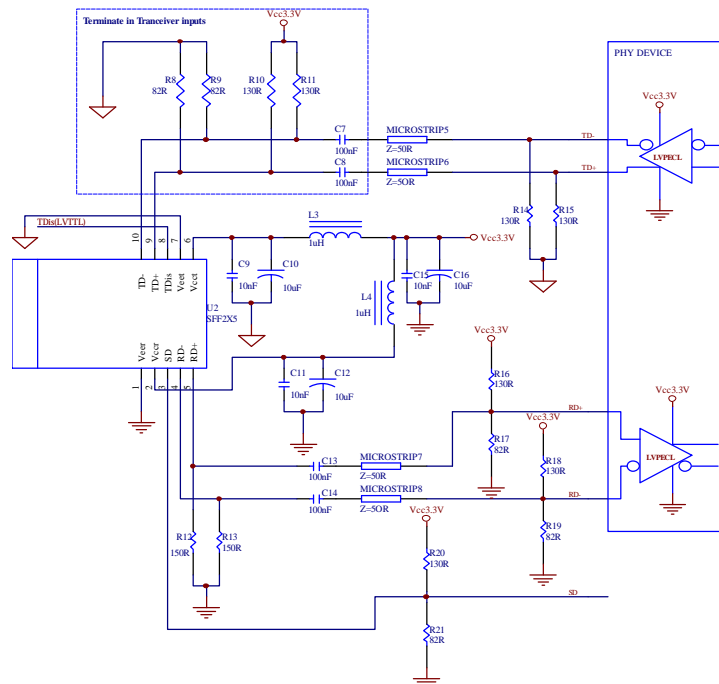 Terminate in Tranceiver inputs
Vcc3.3V
R8
82R
R9
82R
R10
130R
R11
130R
PHY DEVICE
Vcc3.3V
C7
100nF
MICROSTRIP5
Z=50R
TD-
LVPECL
C8
100nF
MICROSTRIP6
Z=5OR
TD+
R14
130R
R15
130R
TDis(LVTTL)
L3
1uH
Vcc3.3V
10
9
8
7
6
TD-
TD+
TDis
Veet
Vcct
C9
10nF
C10
10uF
C15
10nF
C16
10uF
L4
1uH
U2
SFF2X5
Veer
Vccr
SD
RD-
RD+
1
2
3
4
5
C11
10nF
C12
10uF
Vcc3.3V
R16
130R
Vcc3.3V
RD+
Vcc3.3V
R17
82R
LVPECL
R18
130R
C13
100nF
MICROSTRIP7
Z=50R
C14
100nF
MICROSTRIP8
Z=5OR
RD-
Vcc3.3V
R12
150R
R13
150R
R19
82R
R20
130R
SD
R21
82R